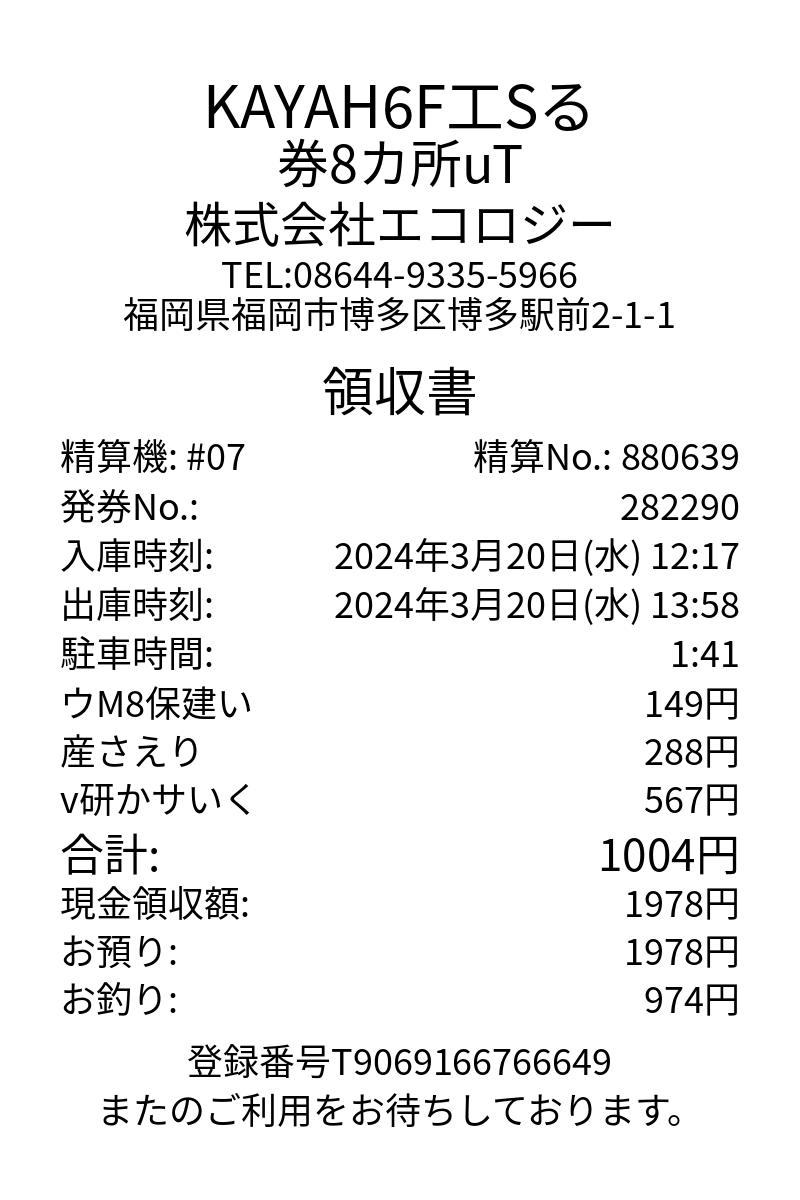 KAYAH6F工Sる
券8カ所uT
株式会社エコロジー
TEL:08644-9335-5966
福岡県福岡市博多区博多駅前2-1-1
領収書
精算機: #07 精算No.: 880639
発券No.: 282290
入庫時刻: 2024年3月20日(水) 12:17
出庫時刻: 2024年3月20日(水) 13:58
駐車時間: 1:41
ウM8保建い 149円
産さえり 288円
v研かサいく 567円
合計: 1004円
現金領収額: 1978円
お預り: 1978円
お釣り: 974円
登録番号T9069166766649
またのご利用をお待ちしております。